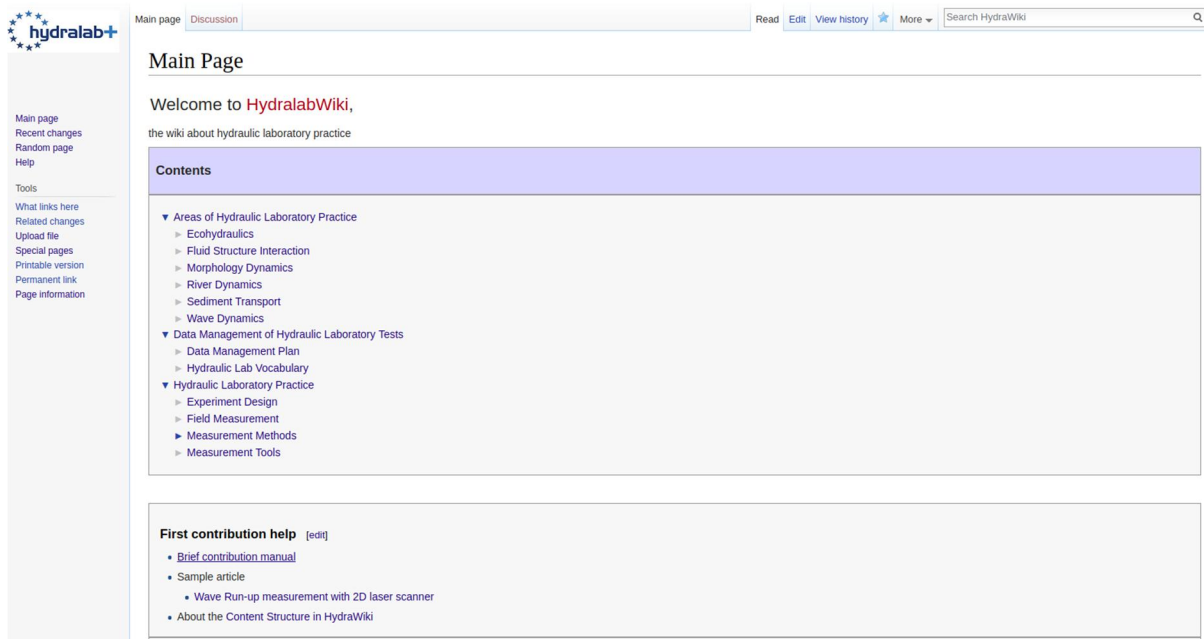 hydralab+
Main page Discussion Read Edit View history More Search HydraWiki
Main Page
Welcome to HydralabWiki,
the wiki about hydraulic laboratory practice
Main page
Recent changes
Random page
Help
Tools
What links here
Related changes
Upload file
Special pages
Printable version
Permanent link
Page information
Contents
Areas of Hydraulic Laboratory Practice
Ecohydraulics
Fluid Structure Interaction
Morphology Dynamics
River Dynamics
Sediment Transport
Wave Dynamics
Data Management of Hydraulic Laboratory Tests
Data Management Plan
Hydraulic Lab Vocabulary
Hydraulic Laboratory Practice
Experiment Design
Field Measurement
Measurement Methods
Measurement Tools
First contribution help [edit]
Brief contribution manual
Sample article
Wave Run-up measurement with 2D laser scanner
About the Content Structure in HydraWiki